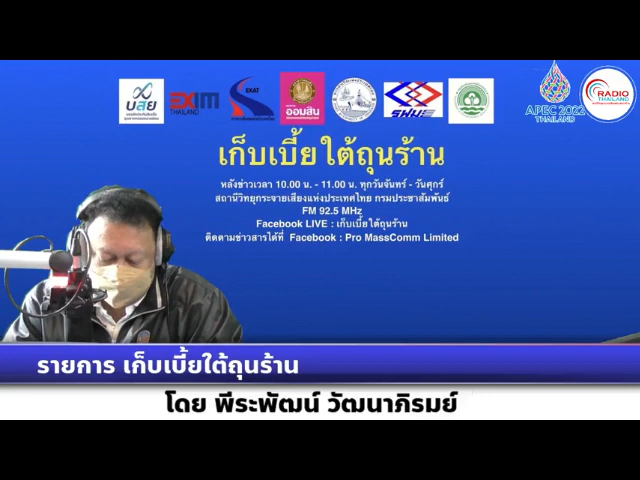 บสย
EXIM
THAILAND
EXAT
ออมสิน
รฟม
APEC 2022
THAILAND
RADIO
THAILAND
เก็บเบี้ยใต้ถุนร้าน
หลังข่าวเวลา 10.00 น. - 11.00 น. ทุกวันจันทร์ - วันศุกร์
สถานีวิทยุกระจายเสียงแห่งประเทศไทย กรมประชาสัมพันธ์
FM 92.5 MHz
Facebook LIVE : เก็บเบี้ยใต้ถุนร้าน
ติดตามข่าวสารได้ที่ Facebook : Pro MassComm Limited
รายการ เก็บเบี้ยใต้ถุนร้าน
โดย พีระพัฒน์ วัฒนาภิรมย์